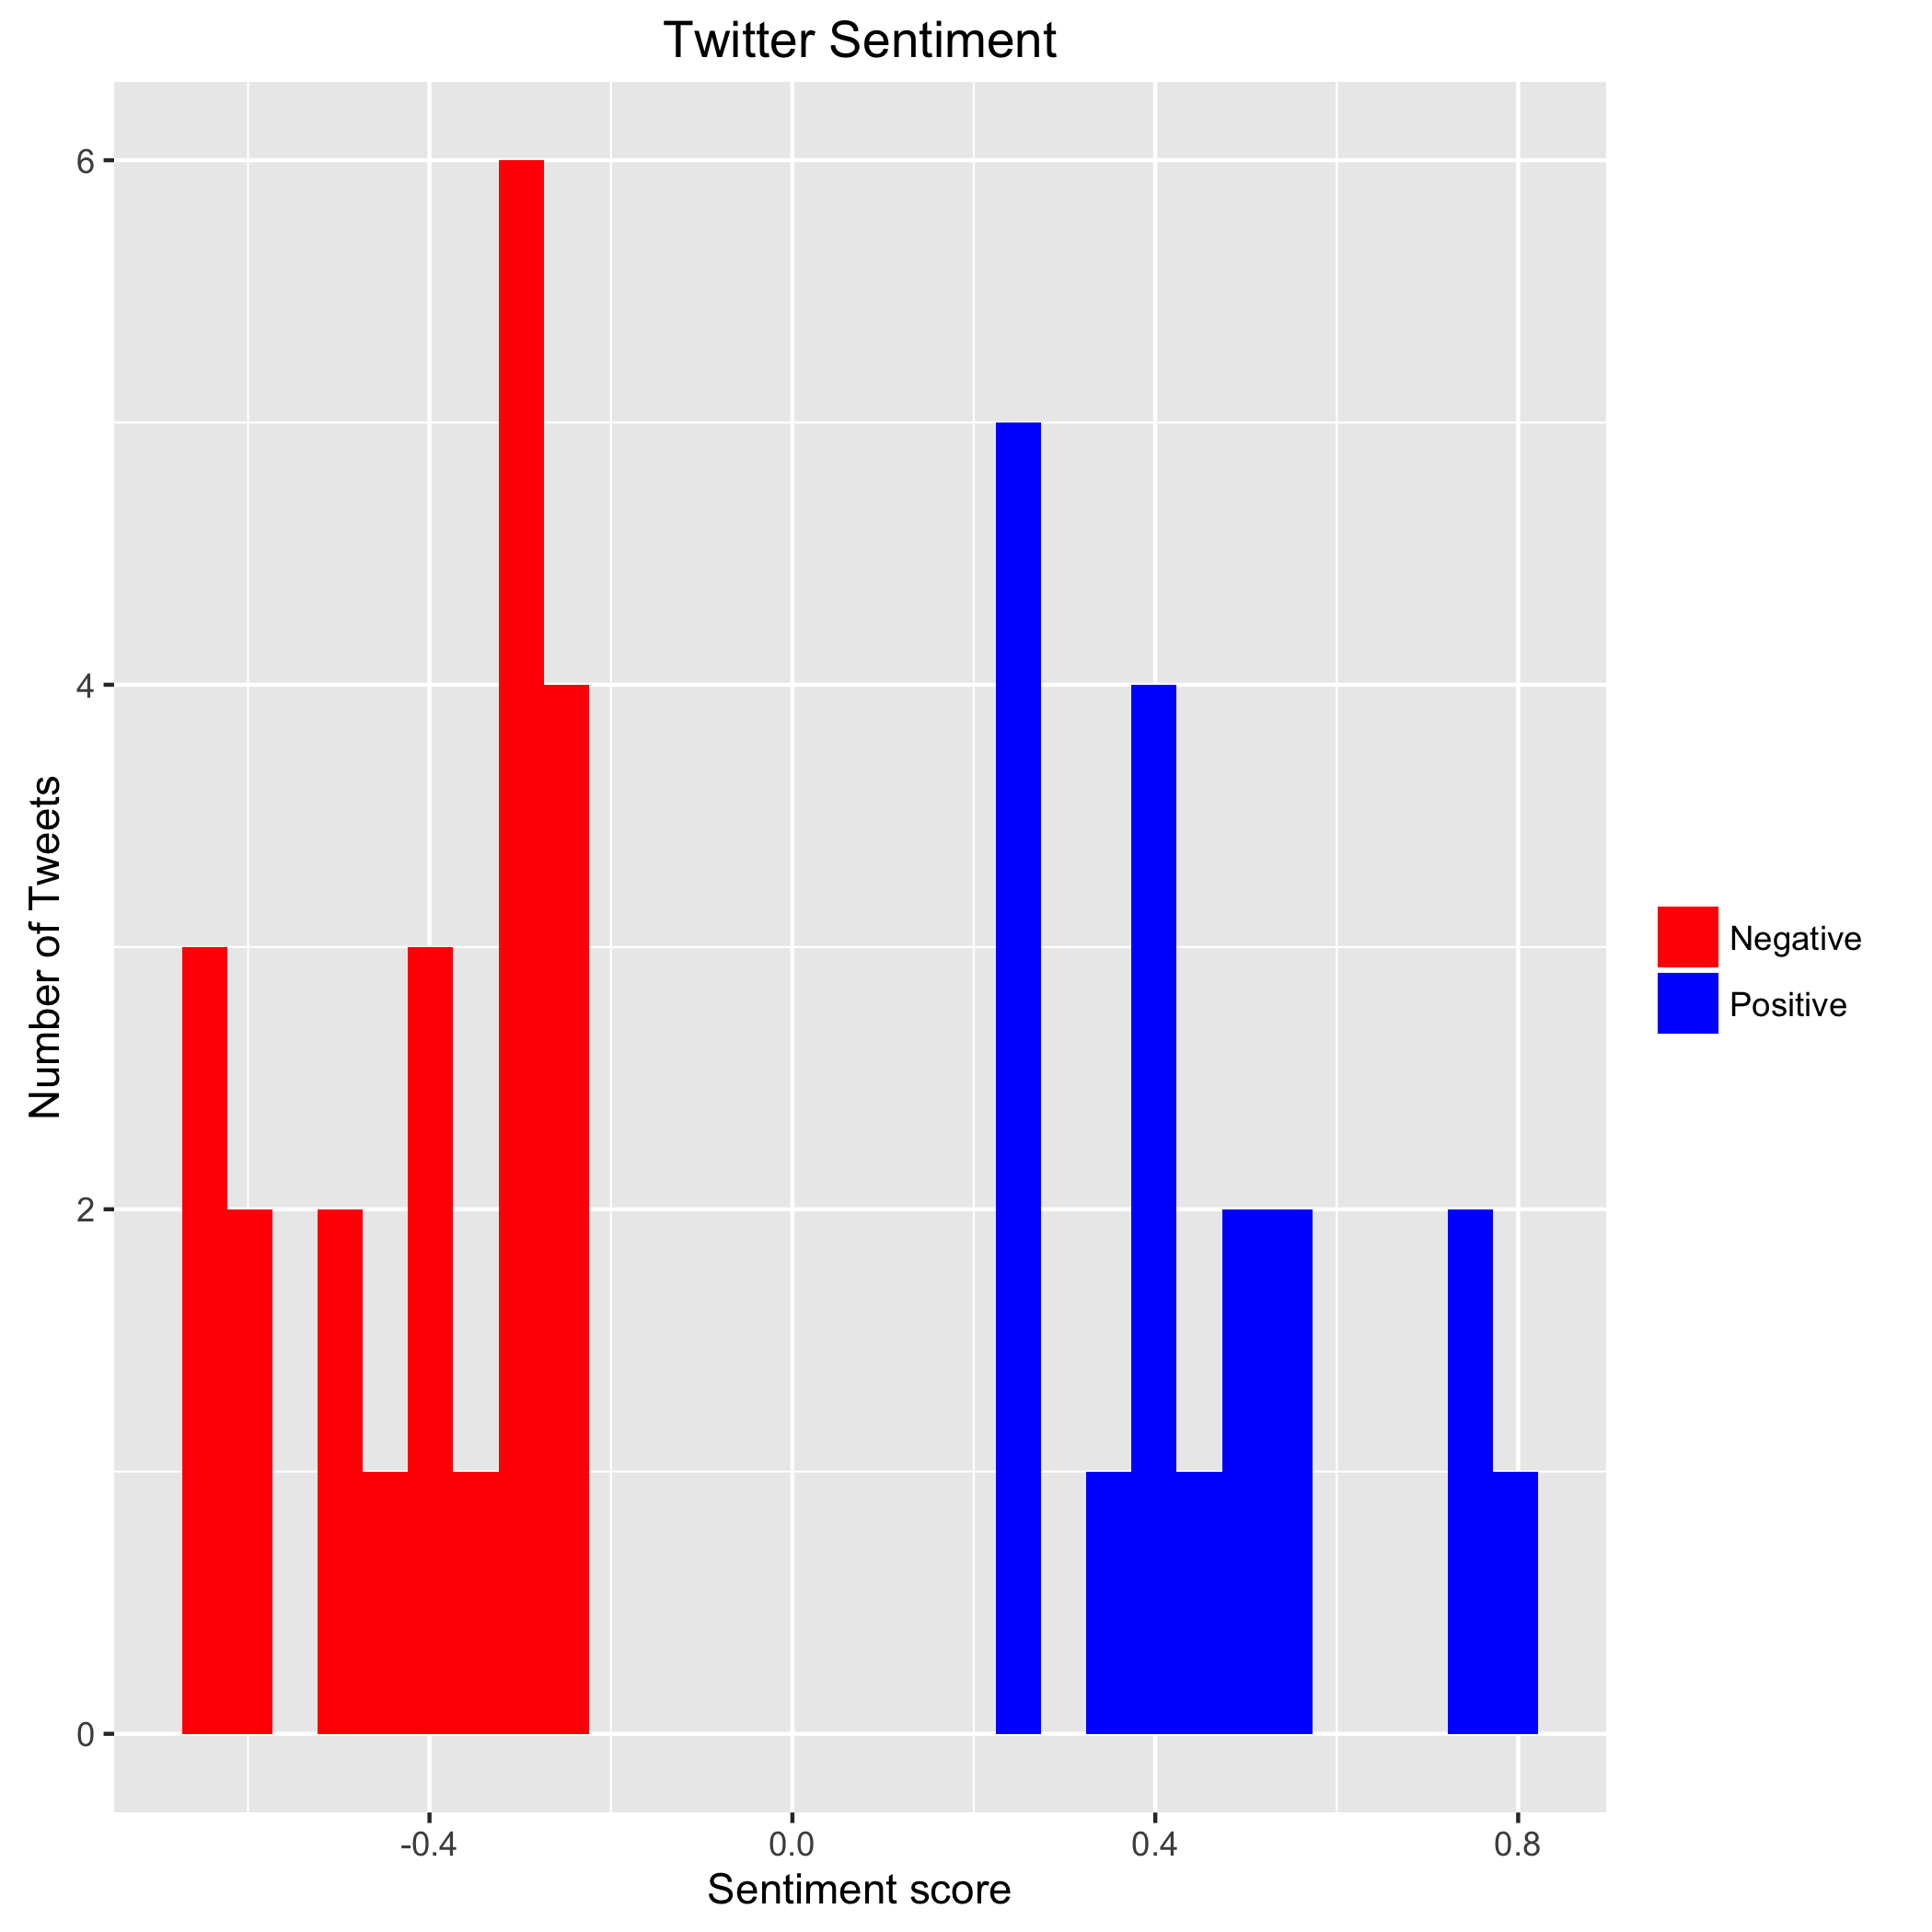 Twitter Sentiment
6
4
2
0
Number of Tweets
-0.4
0.0
0.4
0.8
Sentiment score
Negative
Positive